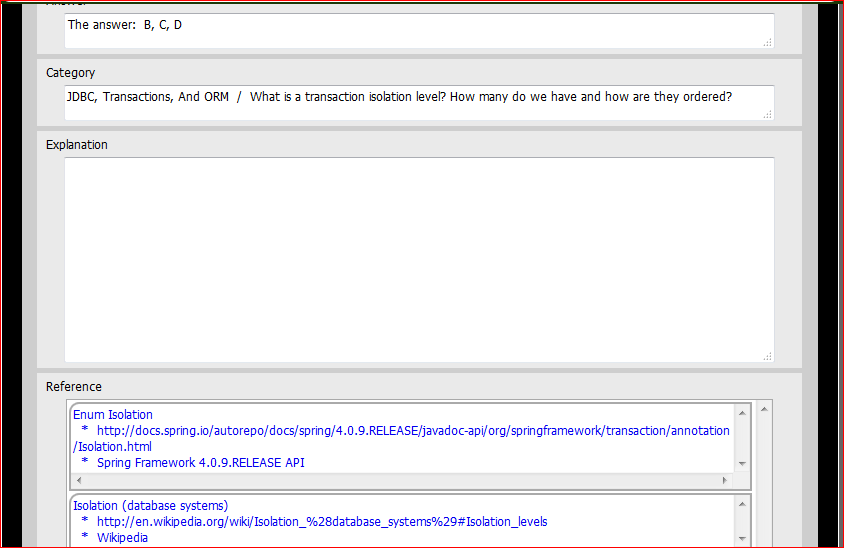 Answer
The answer:  B, C, D
Category
JDBC, Transactions, And ORM  /  What is a transaction isolation level? How many do we have and how are they ordered?
Explanation
Reference
Enum Isolation
*  http://docs.spring.io/autorepo/docs/spring/4.0.9.RELEASE/javadoc-api/org/springframework/transaction/annotation
/Isolation.html
*  Spring Framework 4.0.9.RELEASE API
Isolation (database systems)
*  http://en.wikipedia.org/wiki/Isolation_%28database_systems%29#Isolation_levels
*  Wikipedia